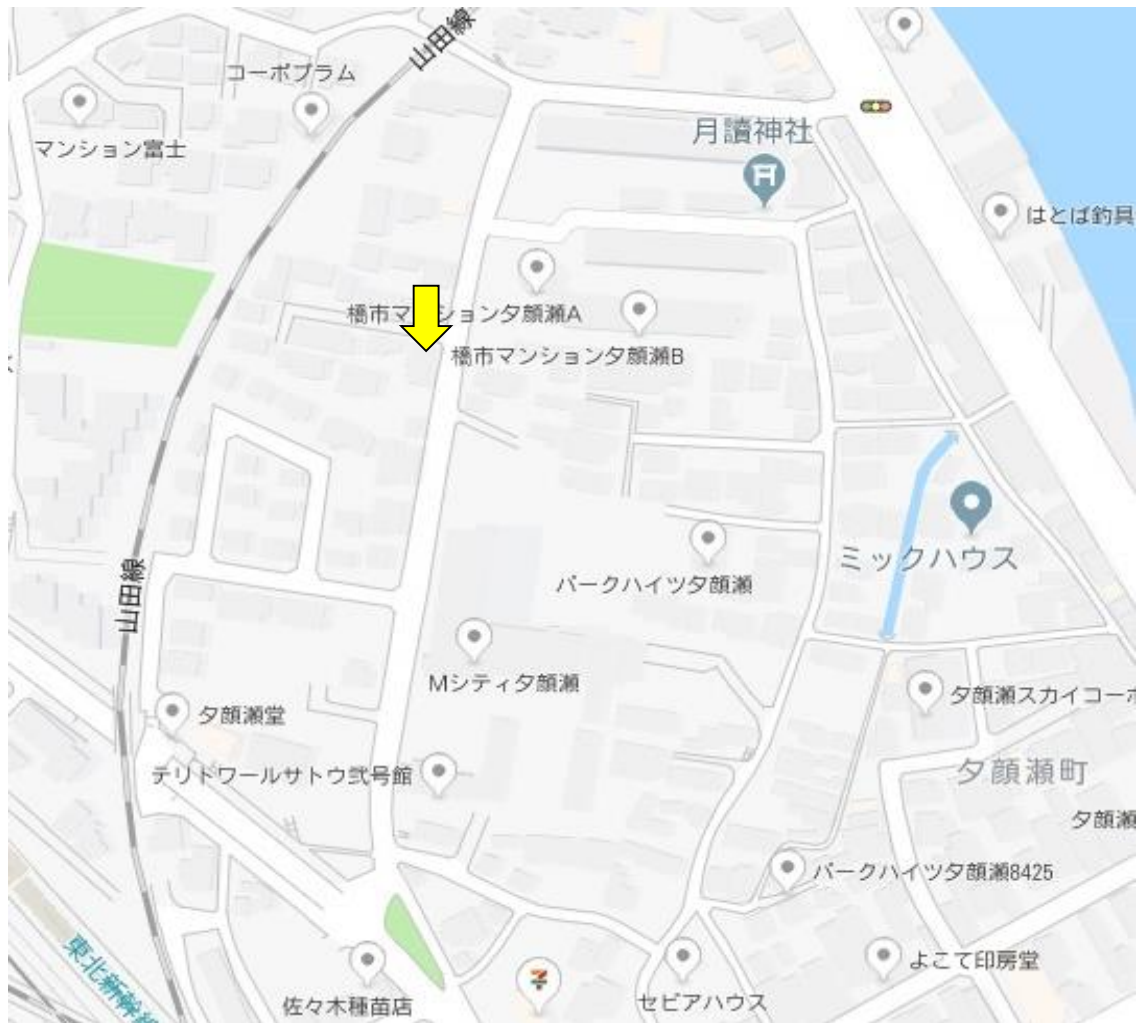 山田線
コーポプラム
マンション富士
月讀神社
はとば釣具
橋市マンション夕顔瀬A
橋市マンション夕顔瀬B
ミックハウス
パークハイツ夕顔瀬
山田線
Mシティ夕顔瀬
夕顔瀬スカイコーポ
夕顔瀬堂
テリトワールサトウ弐号館
夕顔瀬町
夕顔瀬
パークハイツ夕顔瀬8425
東北新幹線
よこて印房堂
佐々木種苗店
セビアハウス